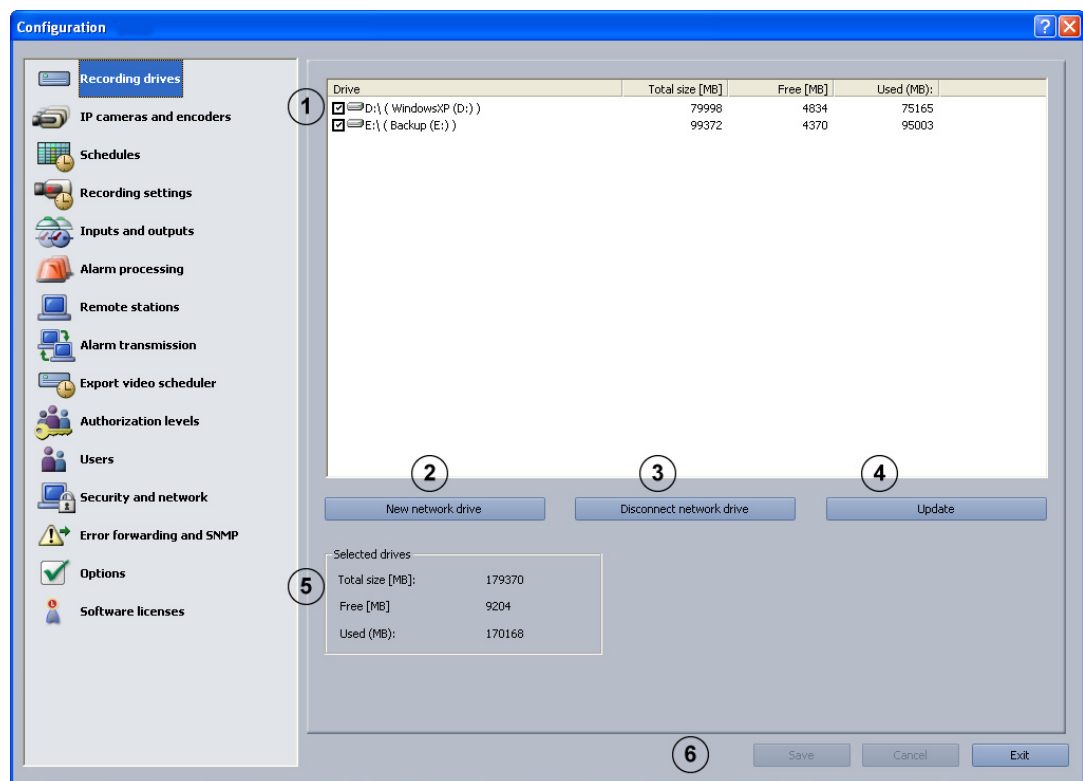 Configuration
Recording drives
IP cameras and encoders
Schedules
Recording settings
Inputs and outputs
Alarm processing
Remote stations
Alarm transmission
Export video scheduler
Authorization levels
Users
Security and network
Error forwarding and SNMP
Options
Software licenses
Drive Total size [MB] Free [MB] Used (MB):
1 D:\ ( WindowsXP (D:) ) 79998 4834 75165
E:\ ( Backup (E:) ) 99372 4370 95003
2 3 4
New network drive Disconnect network drive Update
Selected drives
5 Total size [MB]: 179370
Free [MB] 9204
Used (MB): 170168
6 Save Cancel Exit